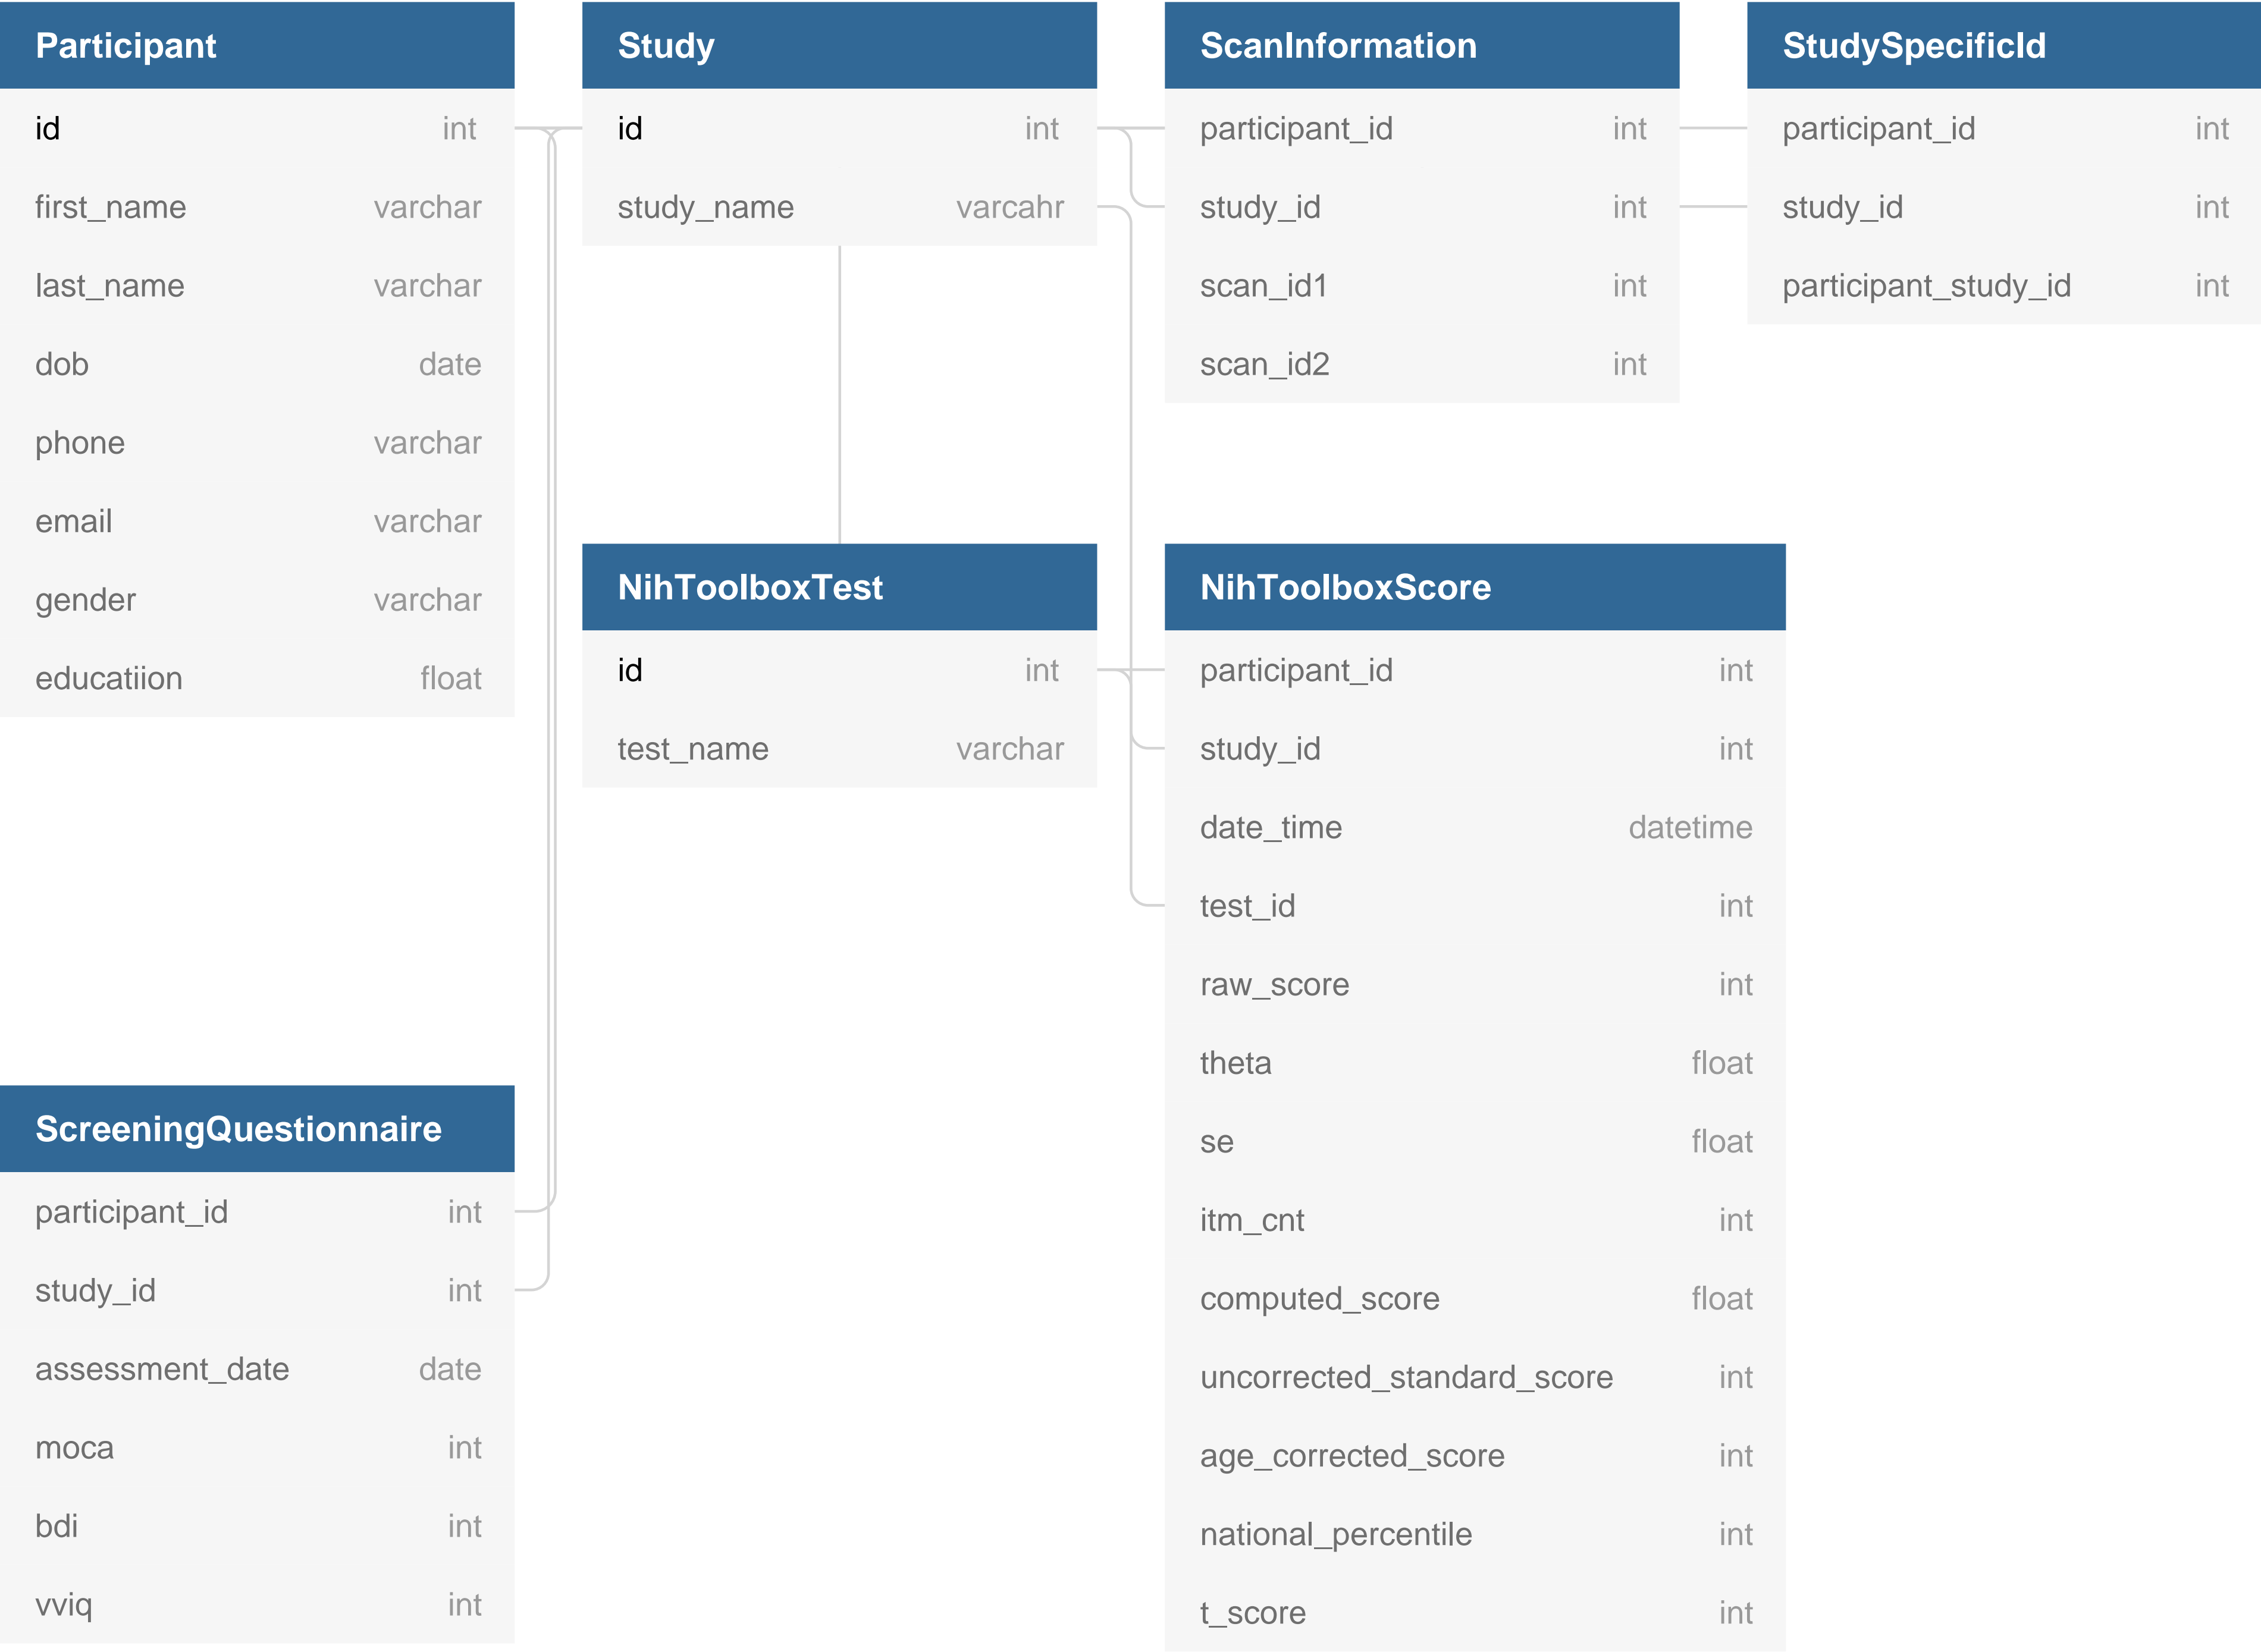 Participant
id int
first_name varchar
last_name varchar
dob date
phone varchar
email varchar
gender varchar
educatiion float
Study
id int
study_name varcahr
ScanInformation
participant_id int
study_id int
scan_id1 int
scan_id2 int
StudySpecificId
participant_id int
study_id int
participant_study_id int
NihToolboxTest
id int
test_name varchar
NihToolboxScore
participant_id int
study_id int
date_time datetime
test_id int
raw_score int
theta float
se float
itm_cnt int
computed_score float
uncorrected_standard_score int
age_corrected_score int
national_percentile int
t_score int
ScreeningQuestionnaire
participant_id int
study_id int
assessment_date date
moca int
bdi int
vviq int